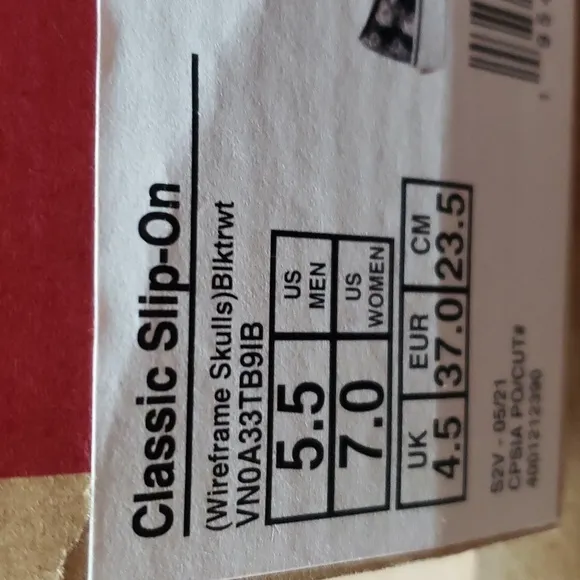 Classic Slip-On
(Wireframe Skulls)Blktrwt
VN0A33TB9IB
5.5 US MEN
7.0 US WOMEN
UK EUR CM
4.5 37.0 23.5
S2V - 05/21
CPSIA PO/CUT#
4001212390